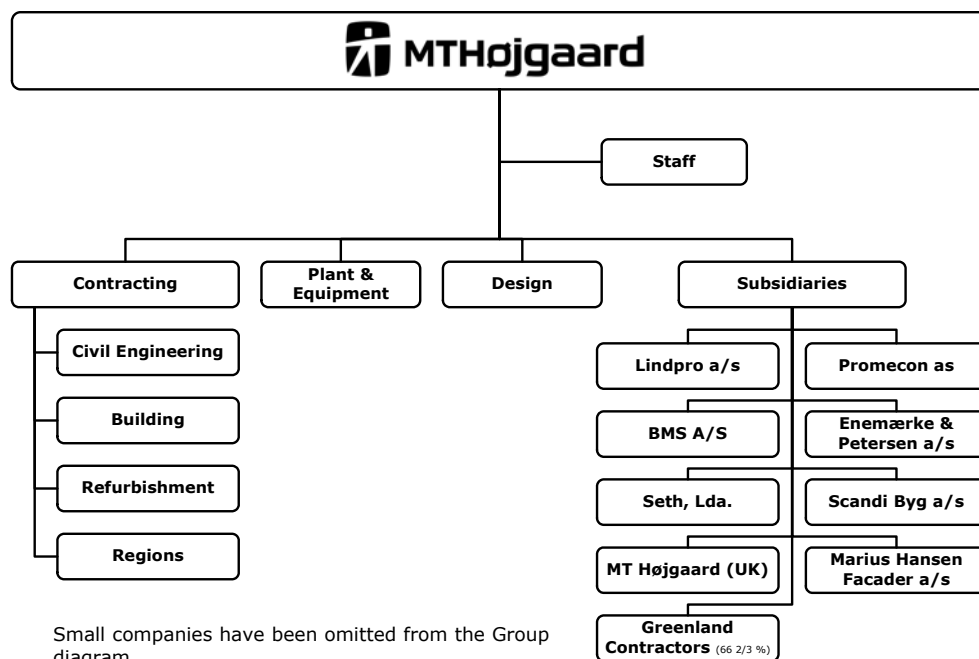 MTHøjgaard
Staff
Contracting
Plant &
Equipment
Design
Subsidiaries
Civil Engineering
Building
Refurbishment
Regions
Lindpro a/s
Promecon as
BMS A/S
Enemærke &
Petersen a/s
Seth, Lda.
Scandi Byg a/s
MT Højgaard (UK)
Marius Hansen
Facader a/s
Greenland
Contractors (66 2/3 %)
Small companies have been omitted from the Group
diagram